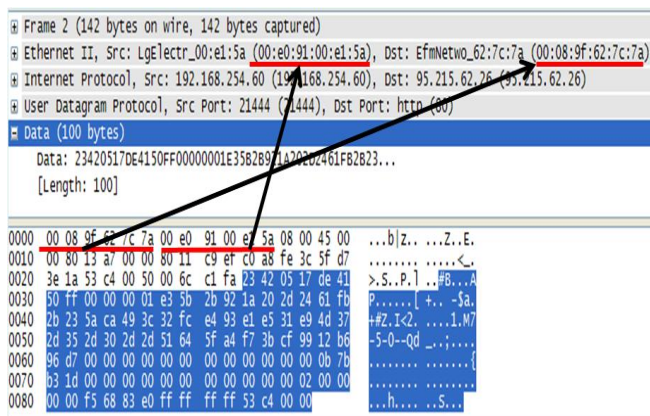 Frame 2 (142 bytes on wire, 142 bytes captured)
Ethernet II, Src: LgElectr_00:e1:5a (00:e0:91:00:e1:5a), Dst: EfmNetwo_62:7c:7a (00:08:9f:62:7c:7a)
Internet Protocol, Src: 192.168.254.60 (192.168.254.60), Dst: 95.215.62.26 (95.215.62.26)
User Datagram Protocol, Src Port: 21444 (21444), Dst Port: http (80)
Data (100 bytes)
Data: 23420517DE4150FF00000001E35B2B921A202D2461FB2B23...
[Length: 100]
0000 00 08 9f 62 7c 7a 00 e0 91 00 e1 5a 08 00 45 00 ...b|z.. ...Z..E.
0010 00 80 13 a7 00 00 80 11 c9 ef c0 a8 fe 3c 5f d7 ........ .....<_.
0020 3e 1a 53 c4 00 50 00 6c c1 fa 23 42 05 17 de 41 >.S..P.l ..#B...A
0030 50 ff 00 00 00 01 e3 5b 2b 92 1a 20 2d 24 61 fb P......[ +.. -$a.
0040 2b 23 5a ca 49 3c 32 fc e4 93 e1 e5 31 e9 4d 37 +#Z.I<2. ....1.M7
0050 2d 35 2d 30 2d 2d 51 64 5f a4 f7 3b cf 99 12 b6 -5-0--Qd _..;....
0060 96 d7 00 00 00 00 00 00 00 00 00 00 00 00 0b 7b ........ .......{
0070 b3 1d 00 00 00 00 00 00 00 00 00 00 00 02 00 00 ........ ........
0080 00 00 f5 68 83 e0 ff ff ff ff 53 c4 00 00 ...h.... ..S...